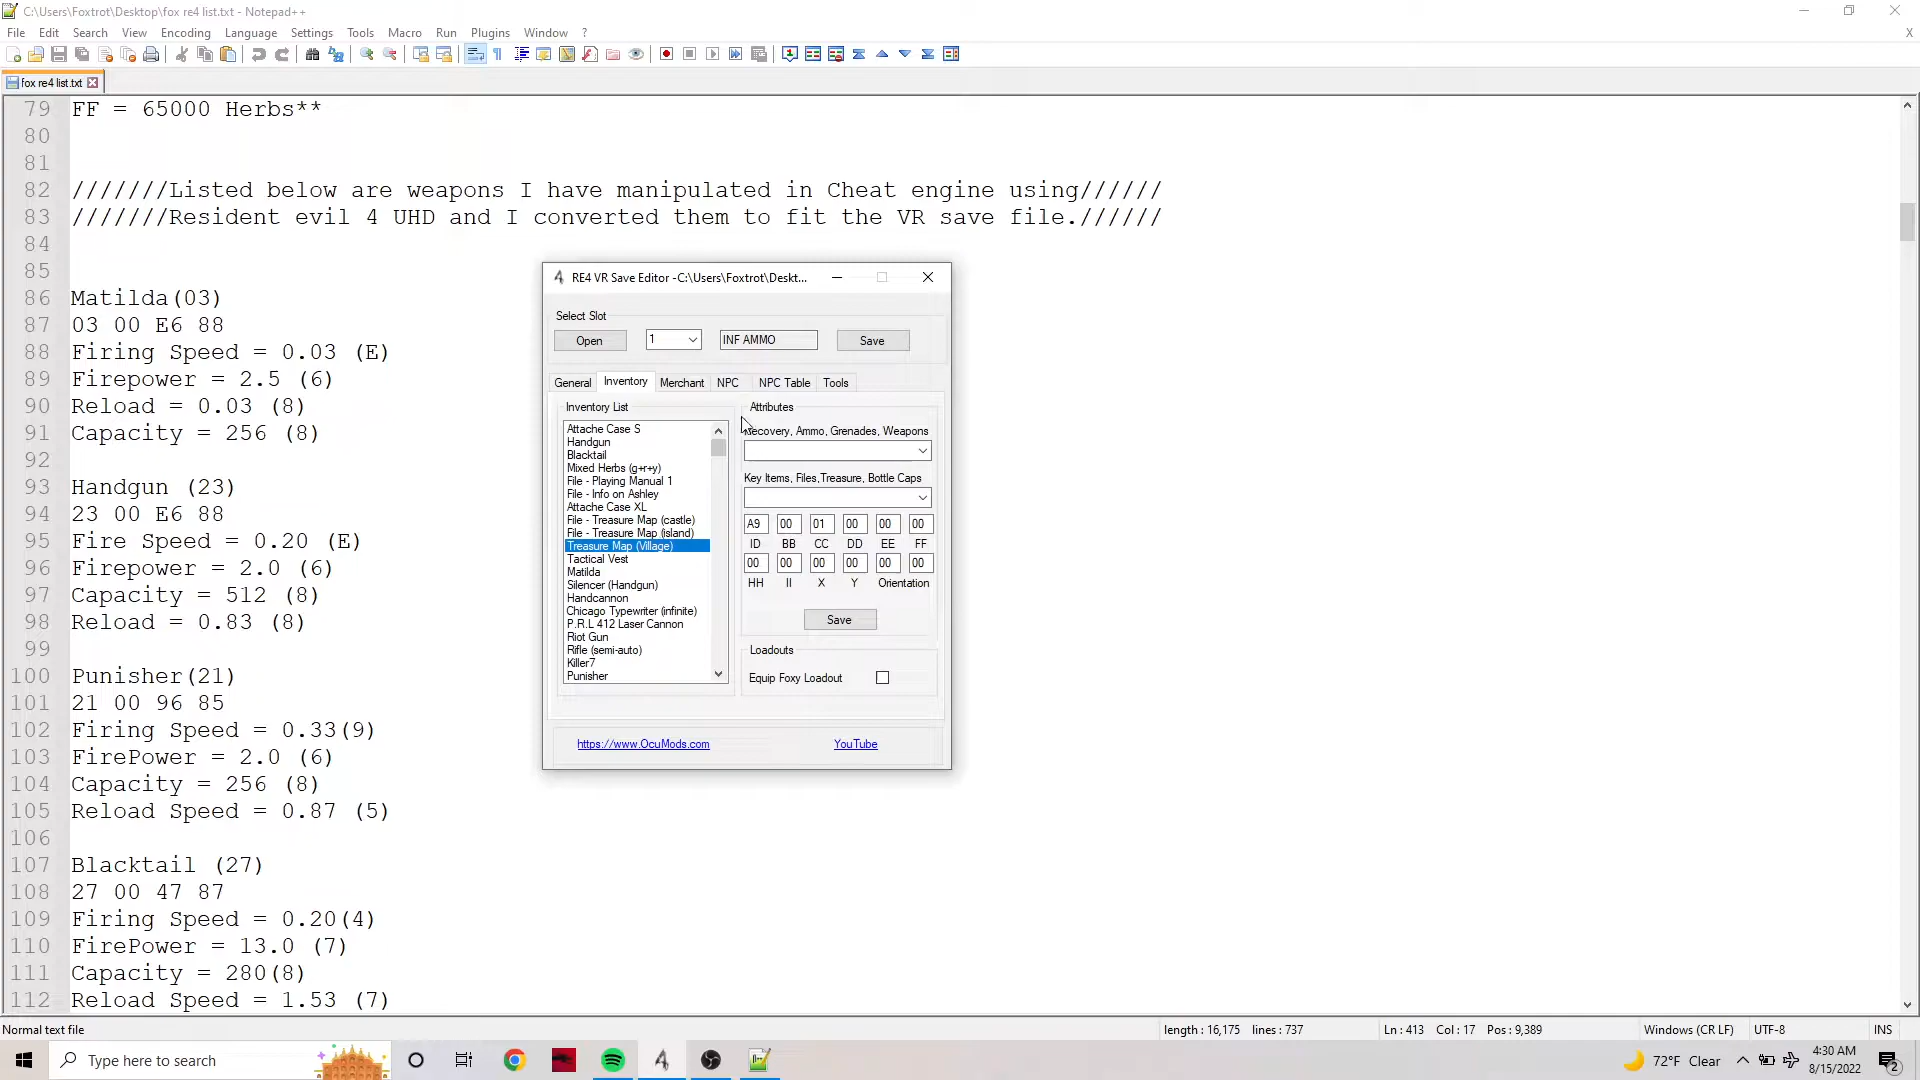 C:\Users\Foxtrot\Desktop\fox re4 list.txt - Notepad++
File Edit Search View Encoding Language Settings Tools Macro Run Plugins Window ? X
fox re4 list.txt
79 FF = 65000 Herbs**
80
81
82 ///////Listed below are weapons I have manipulated in Cheat engine using//////
83 ///////Resident evil 4 UHD and I converted them to fit the VR save file.//////
84
85
86 Matilda(03)
87 03 00 E6 88
88 Firing Speed = 0.03 (E)
89 Firepower = 2.5 (6)
90 Reload = 0.03 (8)
91 Capacity = 256 (8)
92
93 Handgun (23)
94 23 00 E6 88
95 Fire Speed = 0.20 (E)
96 Firepower = 2.0 (6)
97 Capacity = 512 (8)
98 Reload = 0.83 (8)
99
100 Punisher(21)
101 21 00 96 85
102 Firing Speed = 0.33(9)
103 FirePower = 2.0 (6)
104 Capacity = 256 (8)
105 Reload Speed = 0.87 (5)
106
107 Blacktail (27)
108 27 00 47 87
109 Firing Speed = 0.20(4)
110 FirePower = 13.0 (7)
111 Capacity = 280(8)
112 Reload Speed = 1.53 (7)
RE4 VR Save Editor -C:\Users\Foxtrot\Deskt...
Select Slot
Open 1 INF AMMO Save
General Inventory Merchant NPC NPC Table Tools
Inventory List
Attache Case S
Handgun
Blacktail
Mixed Herbs (g+r+y)
File - Playing Manual 1
File - Info on Ashley
Attache Case XL
File - Treasure Map (castle)
File - Treasure Map (island)
Treasure Map (Village)
Tactical Vest
Matilda
Silencer (Handgun)
Handcannon
Chicago Typewriter (infinite)
P.R.L 412 Laser Cannon
Riot Gun
Rifle (semi-auto)
Killer7
Punisher
Attributes
Recovery, Ammo, Grenades, Weapons
Key Items, Files,Treasure, Bottle Caps
A9 00 01 00 00 00
ID BB CC DD EE FF
00 00 00 00 00 00
HH II X Y Orientation
Save
Loadouts
Equip Foxy Loadout
https://www.OcuMods.com YouTube
Normal text file length : 16,175 lines : 737 Ln : 413 Col : 17 Pos : 9,389 Windows (CR LF) UTF-8 INS
Type here to search
72°F Clear
4:30 AM
8/15/2022
2